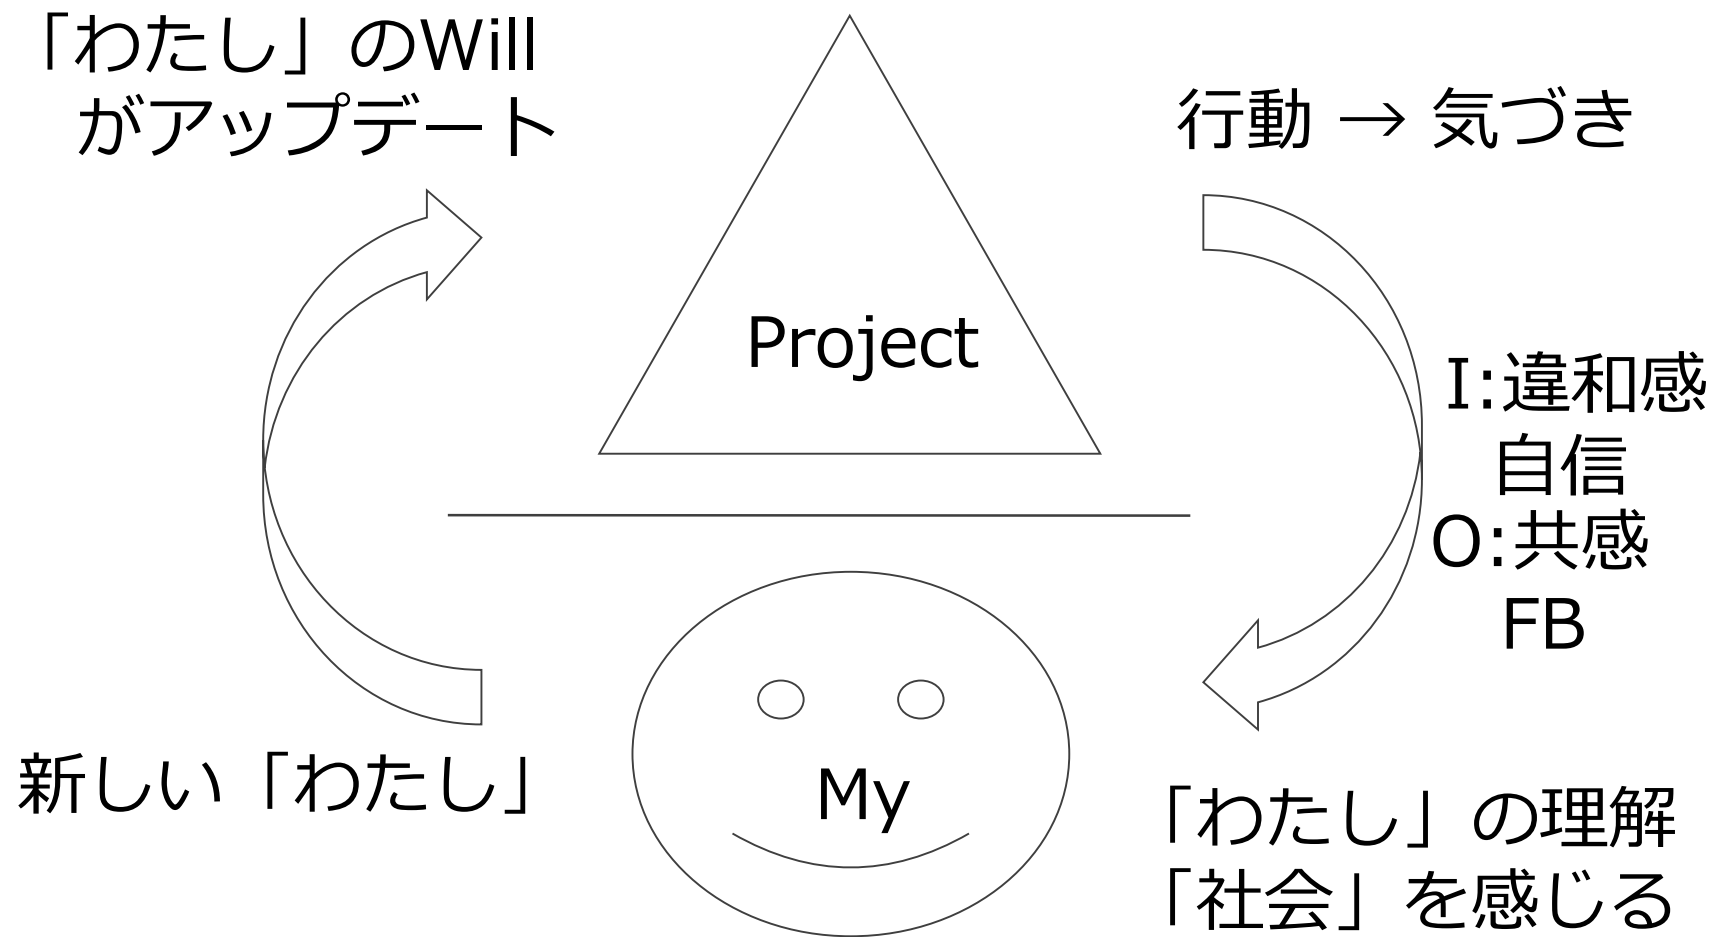 「わたし」のWill
がアップデート
行動 → 気づき
Project
I:違和感
自信
O:共感
FB
My
新しい「わたし」
「わたし」の理解
「社会」を感じる